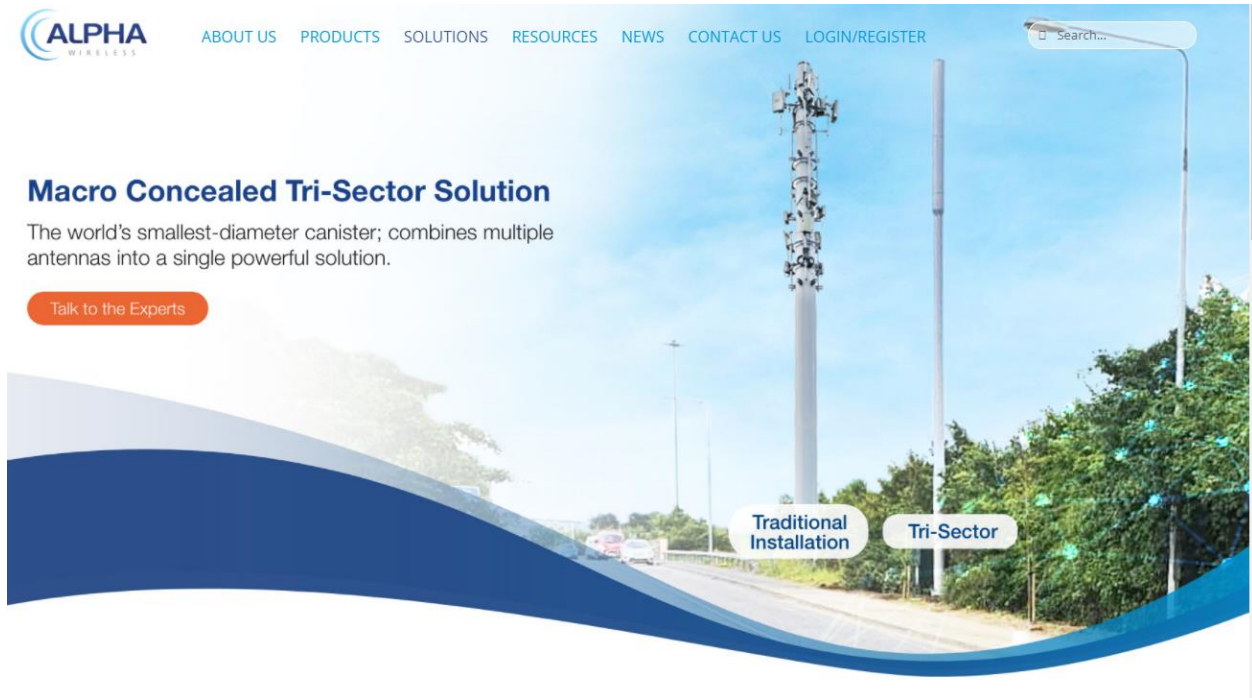 ALPHA
WIRELESS
ABOUT US PRODUCTS SOLUTIONS RESOURCES NEWS CONTACT US LOGIN/REGISTER
Search...
Macro Concealed Tri-Sector Solution
The world's smallest-diameter canister; combines multiple
antennas into a single powerful solution.
Talk to the Experts
Traditional
Installation
Tri-Sector